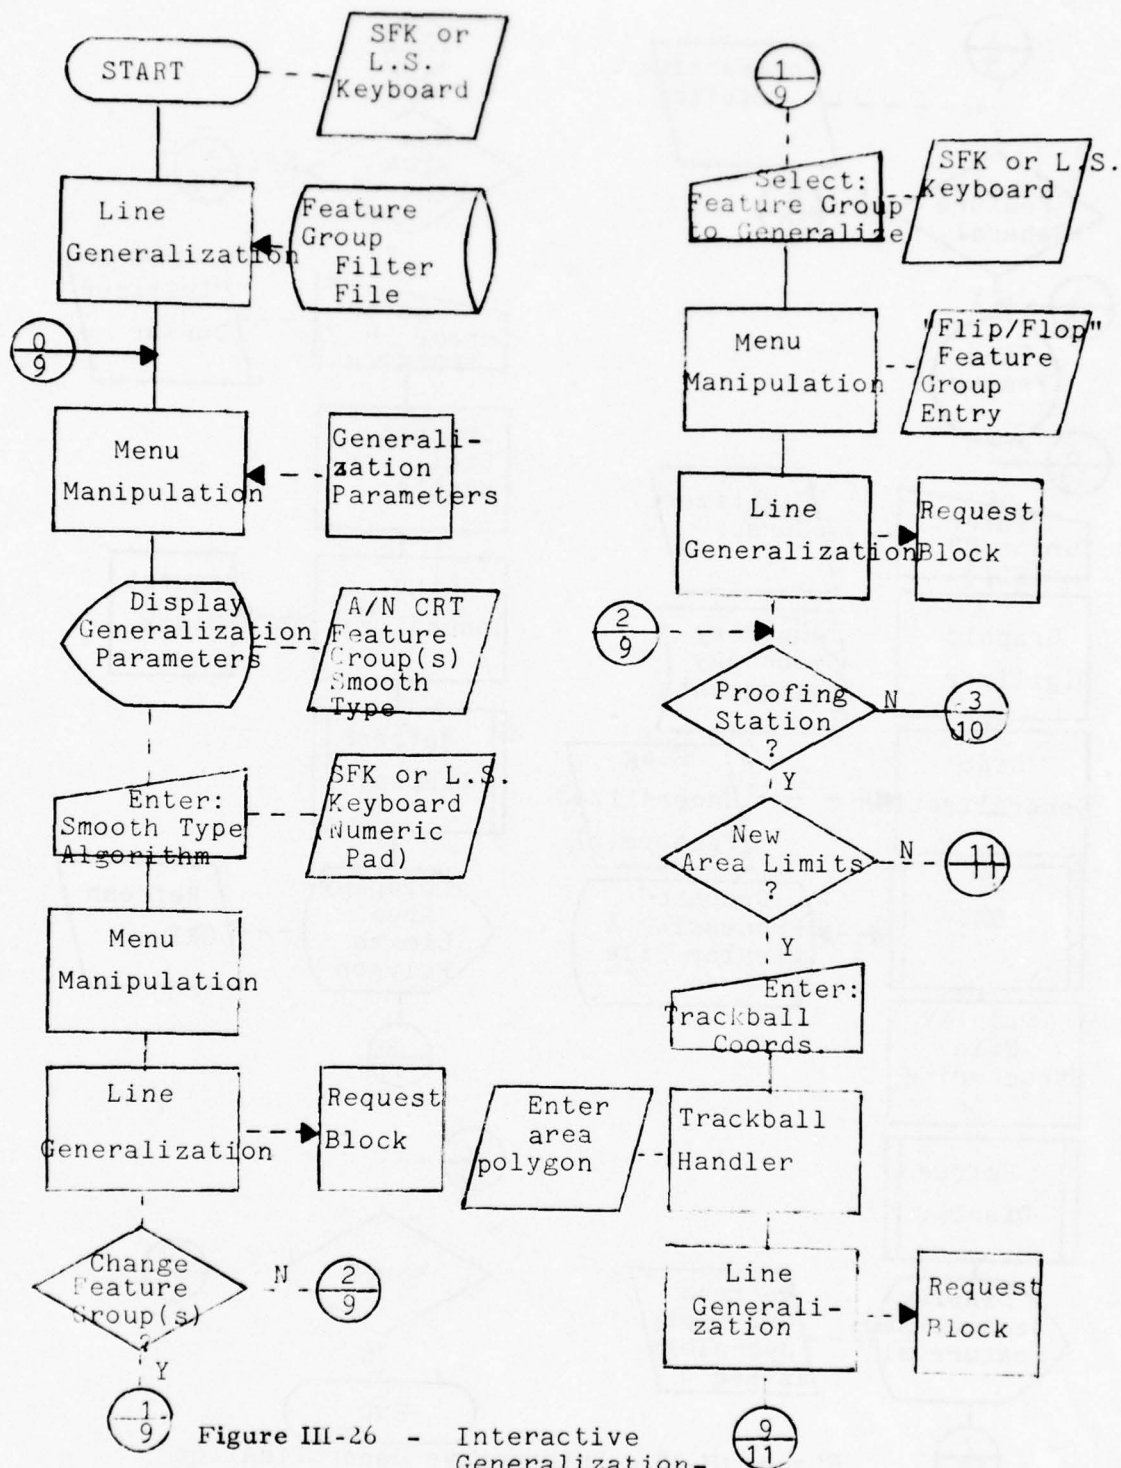 START
SFK or
L.S.
Keyboard
Line
Generalization
Feature
Group
Filter
File
0
9
Menu
Manipulation
Generali-
zation
Parameters
Display
Generalization
Parameters
A/N CRT
Feature
Group(s)
Smooth
Type
Enter:
Smooth Type
Algorithm
SFK or L.S.
Keyboard
(Numeric
Pad)
Menu
Manipulation
Line
Generalization
Request
Block
Change
Feature
Group(s)
?
N
2
9
Y
1
9
1
9
Select:
Feature Group
to Generalize
SFK or L.S.
Keyboard
Menu
Manipulation
"Flip/Flop"
Feature
Group
Entry
Line
Generalization
Request
Block
2
9
Proofing
Station
?
N
3
10
Y
New
Area Limits
?
N
11
Y
Enter:
Trackball
Coords.
Enter
area
polygon
Trackball
Handler
Line
Generali-
zation
Request
Block
9
11
Figure III-26 - Interactive
Generalization-